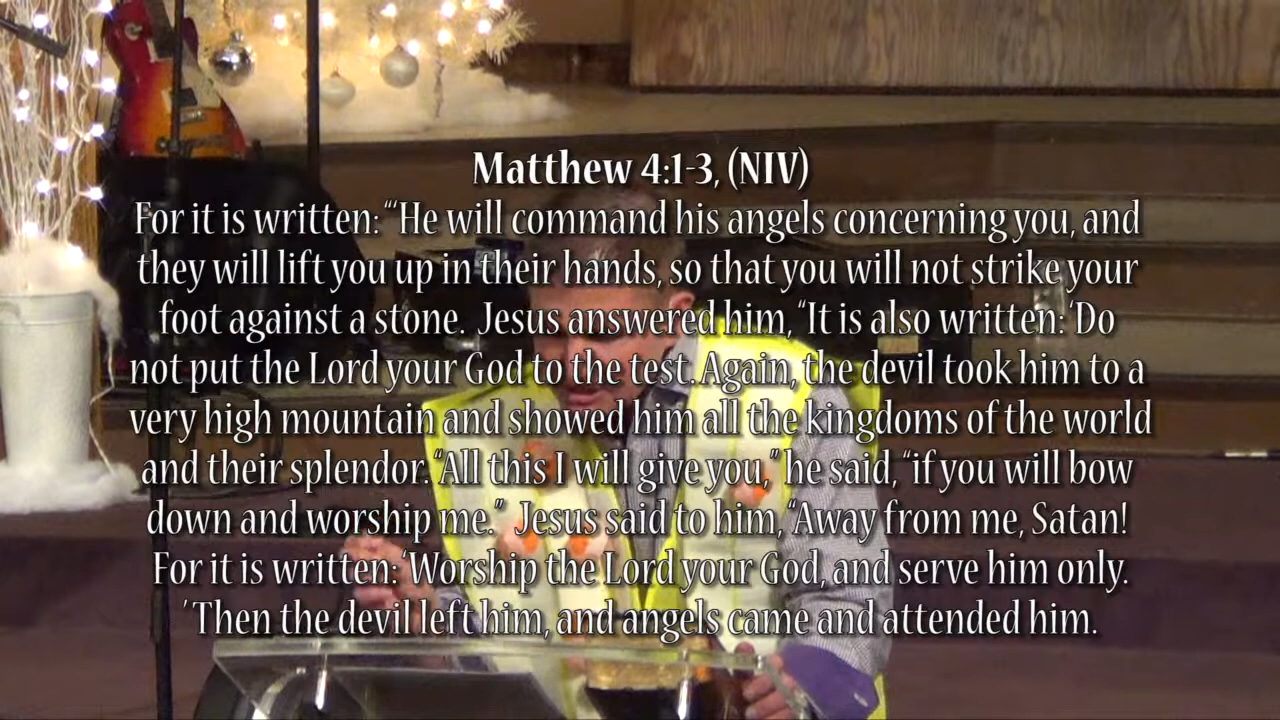 Matthew 4:1-3, (NIV)
For it is written: “‘He will command his angels concerning you, and
they will lift you up in their hands, so that you will not strike your
foot against a stone. Jesus answered him, “It is also written: ‘Do
not put the Lord your God to the test. Again, the devil took him to a
very high mountain and showed him all the kingdoms of the world
and their splendor. “All this I will give you,” he said, “if you will bow
down and worship me.” Jesus said to him, “Away from me, Satan!
For it is written: ‘Worship the Lord your God, and serve him only.
’ Then the devil left him, and angels came and attended him.